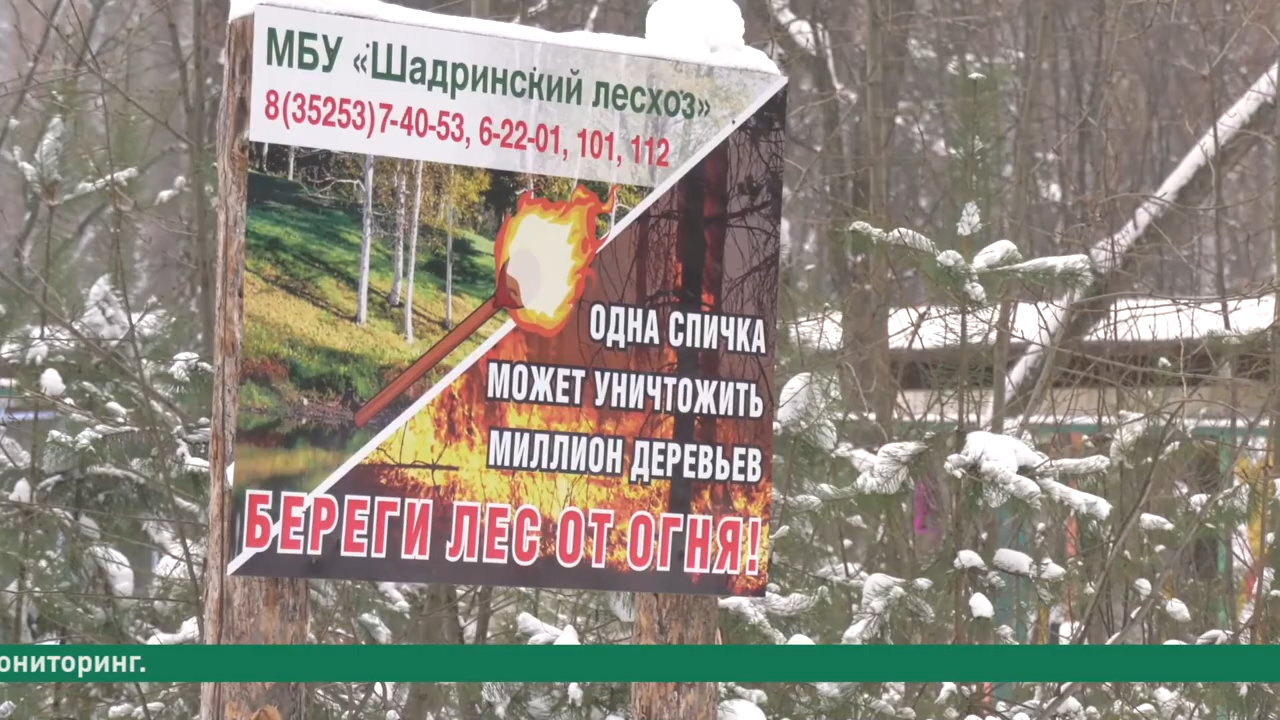 МБУ «Шадринский лесхоз»
8(35253)7-40-53, 6-22-01, 101, 112
ОДНА СПИЧКА
МОЖЕТ УНИЧТОЖИТЬ
МИЛЛИОН ДЕРЕВЬЕВ
БЕРЕГИ ЛЕС ОТ ОГНЯ!
ониторинг.